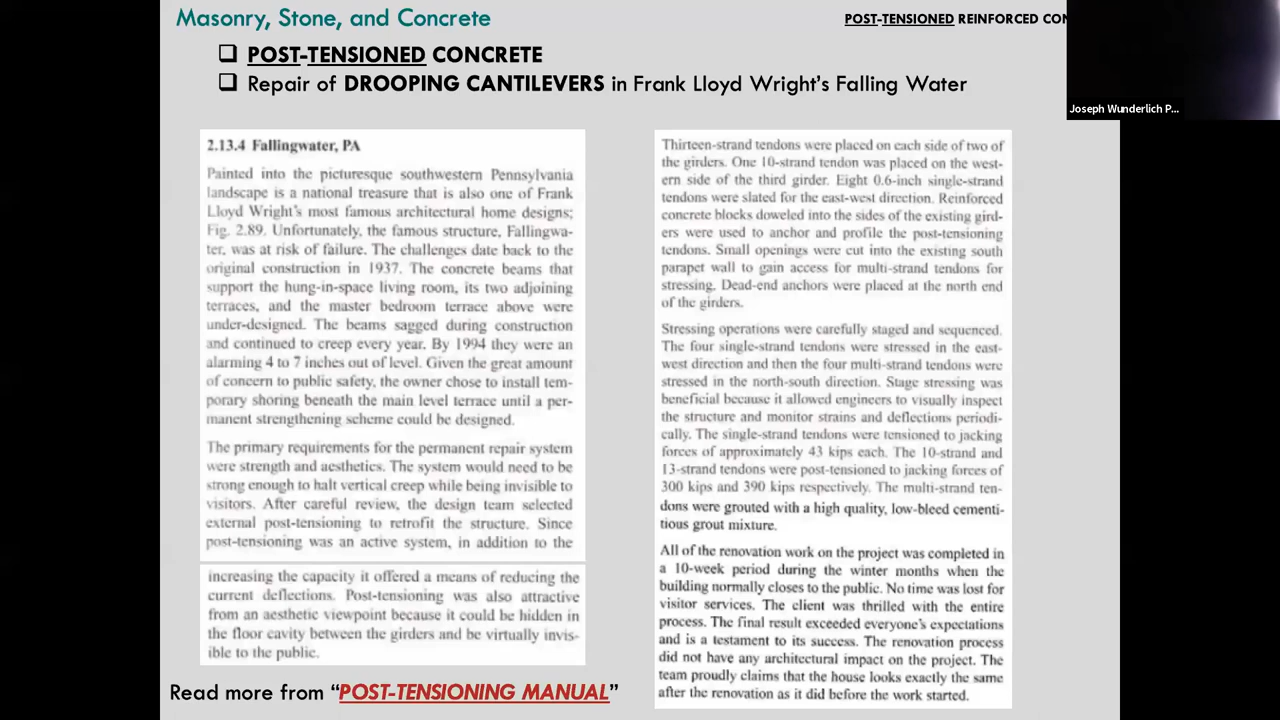 Masonry, Stone, and Concrete
POST-TENSIONED REINFORCED CON
❑ POST-TENSIONED CONCRETE
❑ Repair of DROOPING CANTILEVERS in Frank Lloyd Wright's Falling Water
Joseph Wunderlich P...
2.13.4 Fallingwater, PA
Painted into the picturesque southwestern Pennsylvania
landscape is a national treasure that is also one of Frank
Lloyd Wright's most famous architectural home designs;
Fig. 2.89. Unfortunately, the famous structure, Fallingwa-
ter, was at risk of failure. The challenges date back to the
original construction in 1937. The concrete beams that
support the hung-in-space living room, its two adjoining
terraces, and the master bedroom terrace above were
under-designed. The beams sagged during construction
and continued to creep every year. By 1994 they were an
alarming 4 to 7 inches out of level. Given the great amount
of concern to public safety, the owner chose to install tem-
porary shoring beneath the main level terrace until a per-
manent strengthening scheme could be designed.
The primary requirements for the permanent repair system
were strength and aesthetics. The system would need to be
strong enough to halt vertical creep while being invisible to
visitors. After careful review, the design team selected
external post-tensioning to retrofit the structure. Since
post-tensioning was an active system, in addition to the
increasing the capacity it offered a means of reducing the
current deflections. Post-tensioning was also attractive
from an aesthetic viewpoint because it could be hidden in
the floor cavity between the girders and be virtually invis-
ible to the public.
Read more from "POST-TENSIONING MANUAL"
Thirteen-strand tendons were placed on each side of two of
the girders. One 10-strand tendon was placed on the west-
ern side of the third girder. Eight 0.6-inch single-strand
tendons were slated for the east-west direction. Reinforced
concrete blocks doweled into the sides of the existing gird-
ers were used to anchor and profile the post-tensioning
tendons. Small openings were cut into the existing south
parapet wall to gain access for multi-strand tendons for
stressing. Dead-end anchors were placed at the north end
of the girders.
Stressing operations were carefully staged and sequenced.
The four single-strand tendons were stressed in the east-
west direction and then the four multi-strand tendons were
stressed in the north-south direction. Stage stressing was
beneficial because it allowed engineers to visually inspect
the structure and monitor strains and deflections periodi-
cally. The single-strand tendons were tensioned to jacking
forces of approximately 43 kips each. The 10-strand and
13-strand tendons were post-tensioned to jacking forces of
300 kips and 390 kips respectively. The multi-strand ten-
dons were grouted with a high quality, low-bleed cementi-
tious grout mixture.
All of the renovation work on the project was completed in
a 10-week period during the winter months when the
building normally closes to the public. No time was lost for
visitor services. The client was thrilled with the entire
process. The final result exceeded everyone's expectations
and is a testament to its success. The renovation process
did not have any architectural impact on the project. The
team proudly claims that the house looks exactly the same
after the renovation as it did before the work started.